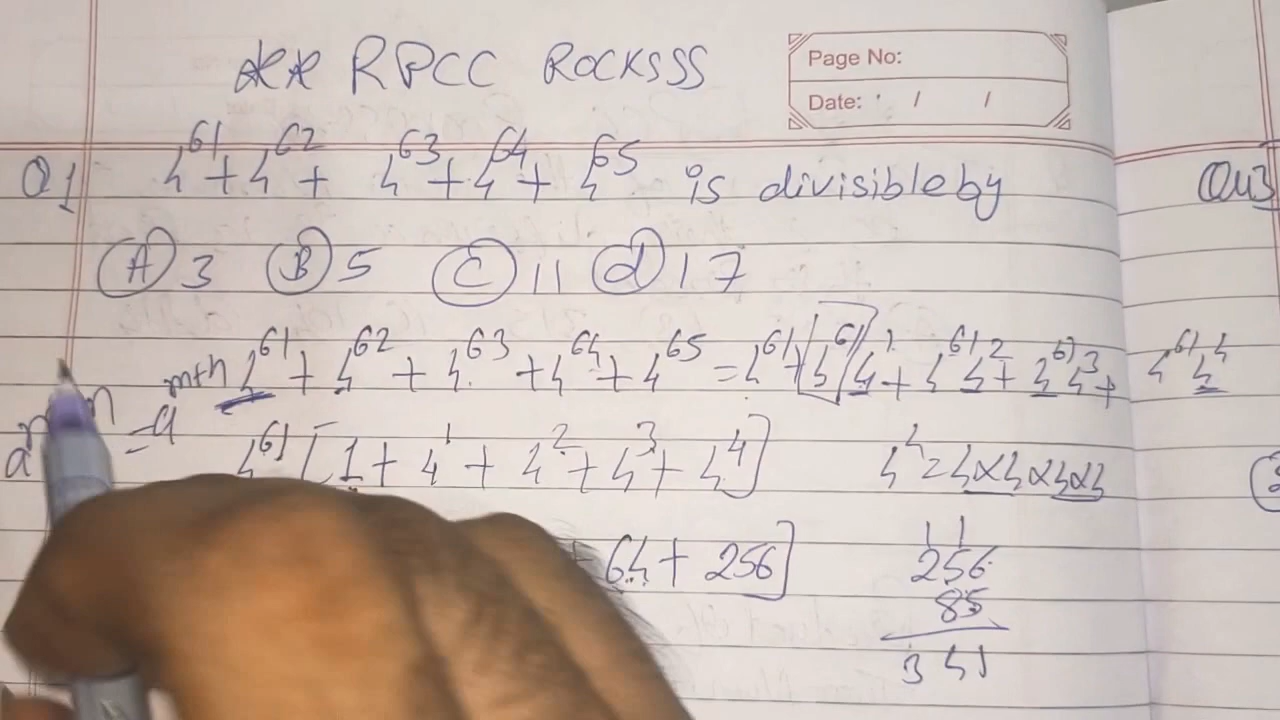 RPCC ROCKSSS
Page No:
Date: / /
Q1 4^61 + 4^62 + 4^63 + 4^64 + 4^65 is divisible by
Qu3
(A) 3 (B) 5 (C) 11 (d) 17
4^61 + 4^62 + 4^63 + 4^64 + 4^65 = 4^61 + 4^61 4^1 + 4^61 4^2 + 4^61 4^3 + 4^61 4^4
= a^m+n
4^61 [1 + 4^1 + 4^2 + 4^3 + 4^4]
4^4 = 4×4×4×4
+ 64 + 256]
1 1
256
85
341